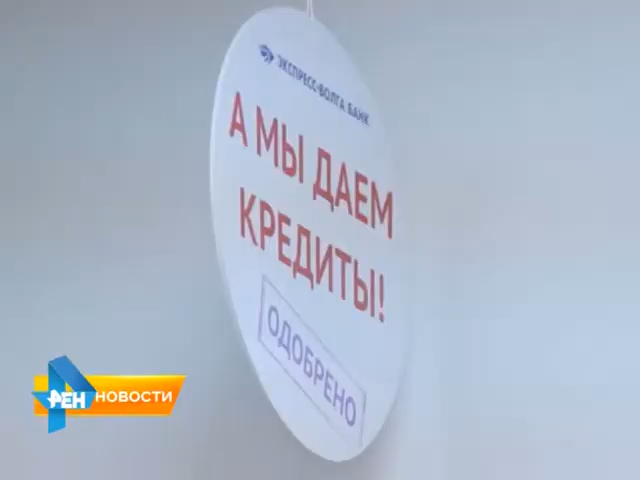 ЭКСПРЕСС-ВОЛГА БАНК
А МЫ ДАЕМ
КРЕДИТЫ!
ОДОБРЕНО
РЕН НОВОСТИ